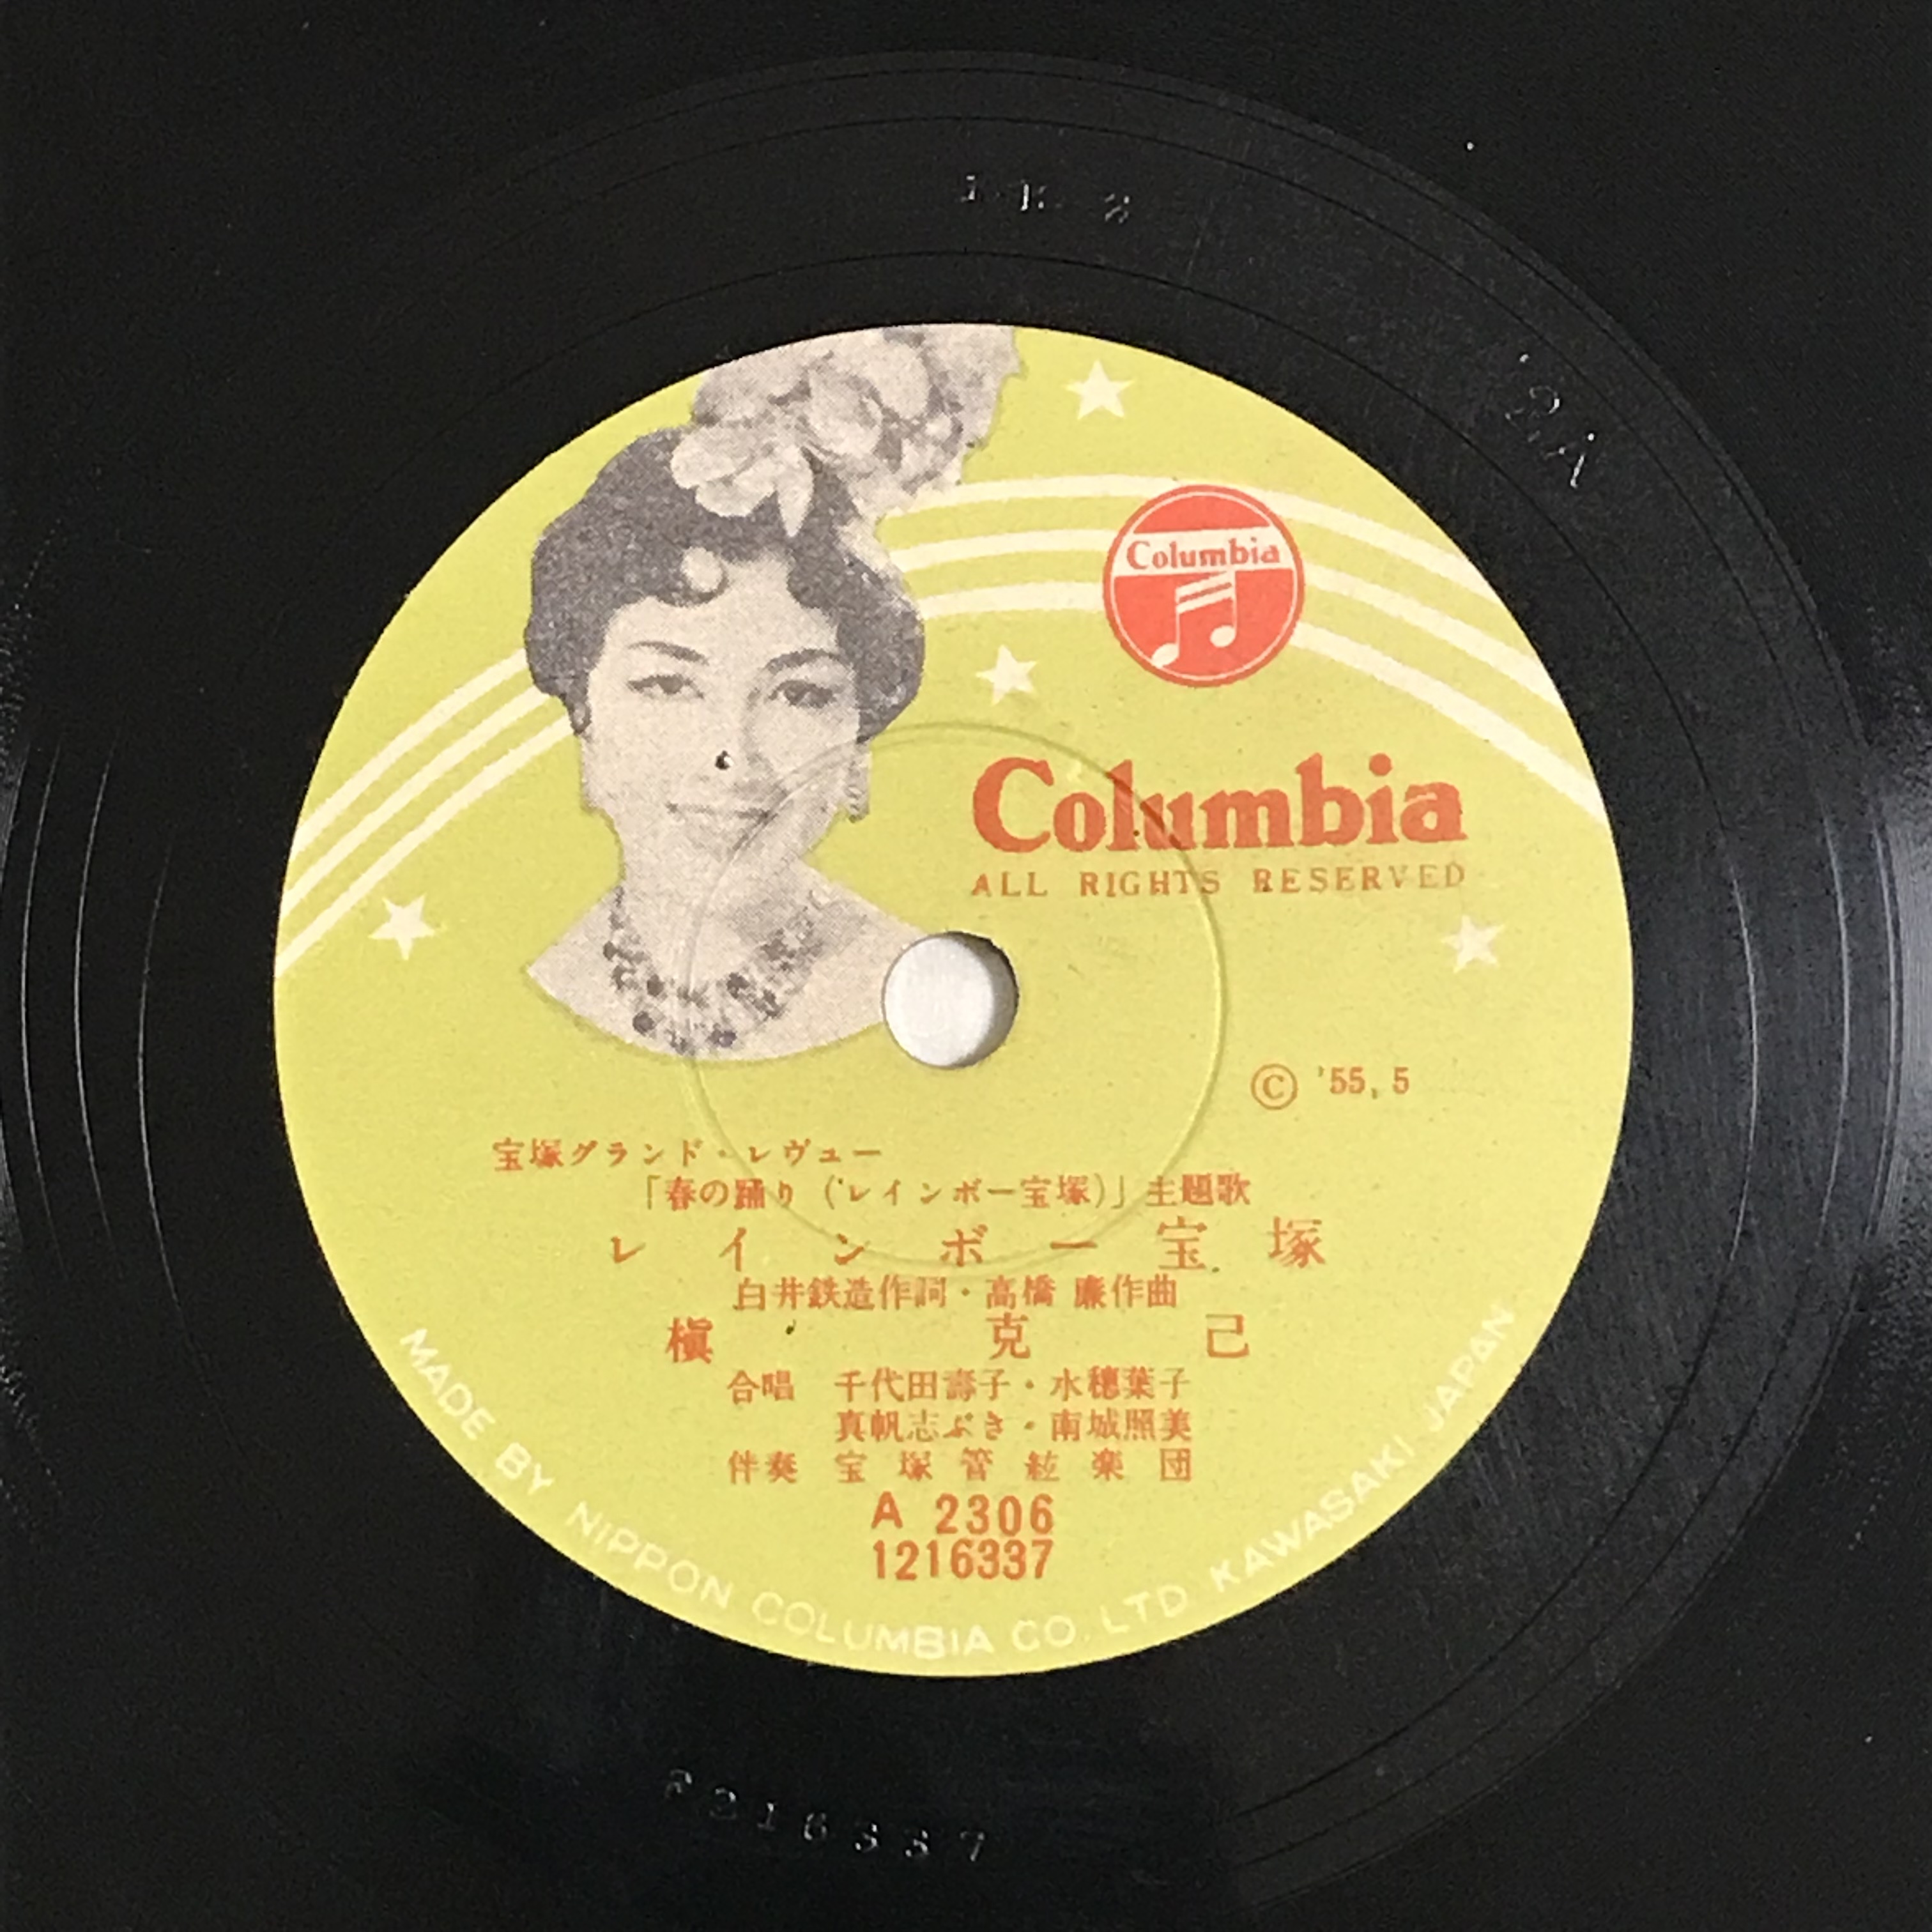 2A
Columbia
Columbia
ALL RIGHTS RESERVED
© '55, 5
宝塚グランド・レヴュー
「春の踊り(レインボー宝塚)」主題歌
レインボー宝塚
白井鉄造作詞・高橋 廉作曲
槇 克己
合唱 千代田壽子・水穂葉子
真帆志ぶき・南城照美
伴奏 宝塚管絃楽団
A 2306
1216337
MADE BY NIPPON COLUMBIA CO. LTD KAWASAKI JAPAN